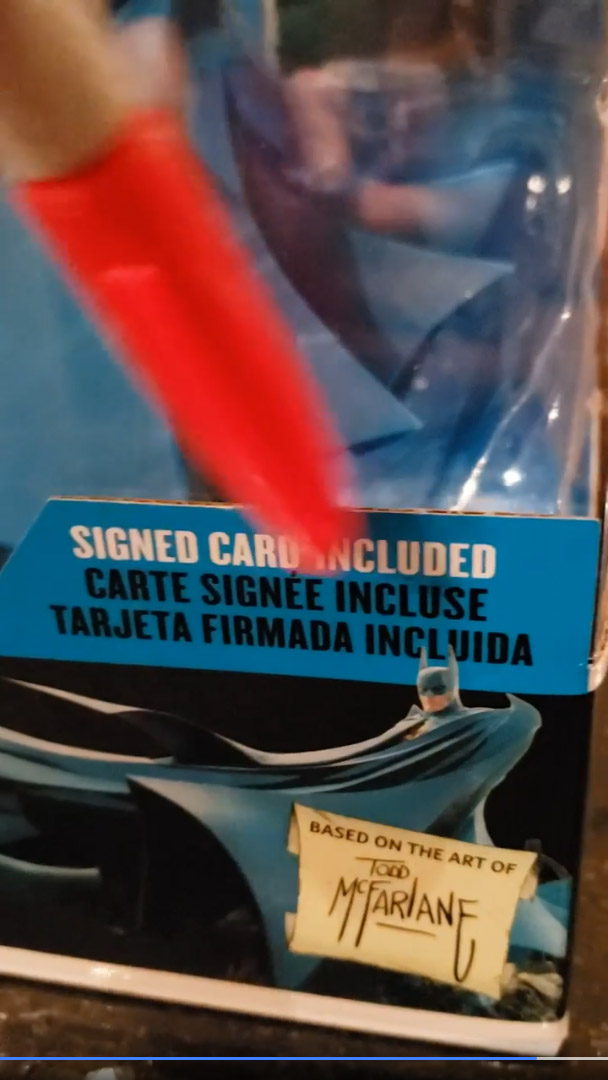 SIGNED CARD INCLUDED
CARTE SIGNÉE INCLUSE
TARJETA FIRMADA INCLUIDA
BASED ON THE ART OF
TODD
McFARLANE